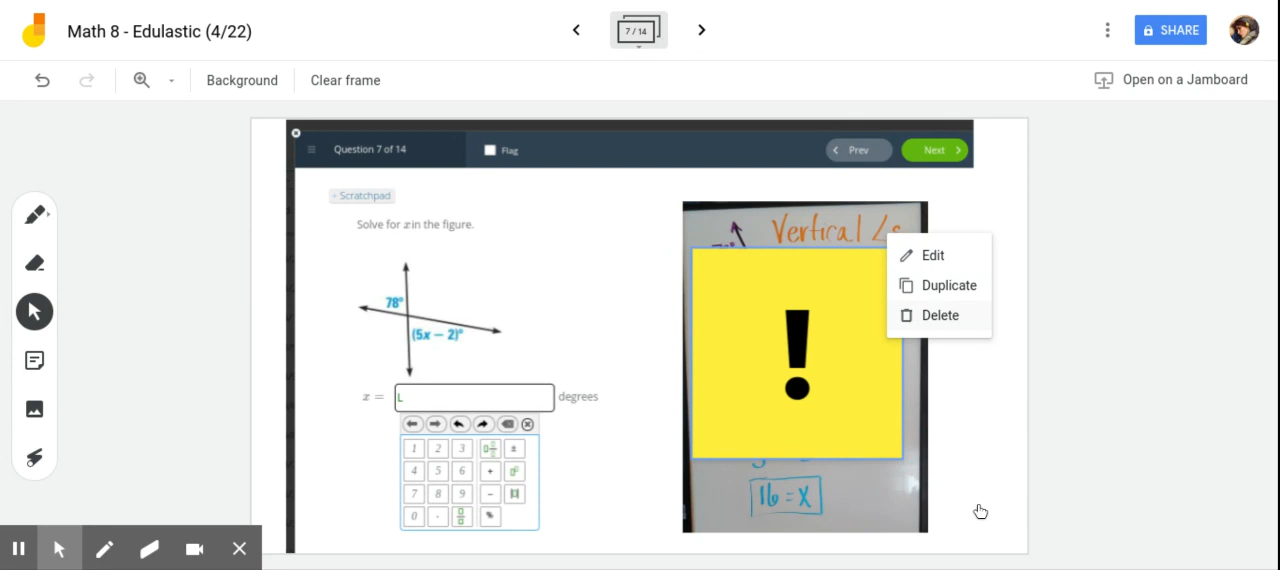 Math 8 - Edulastic (4/22)
7 / 14
SHARE
Background
Clear frame
Open on a Jamboard
Question 7 of 14
Flag
Prev
Next
+ Scratchpad
Solve for x in the figure.
78°
(5x − 2)°
x =
L
degrees
1 2 3 ±
4 5 6 +
7 8 9 −
0 . %
Vertical ∠s
!
16 = x
Edit
Duplicate
Delete